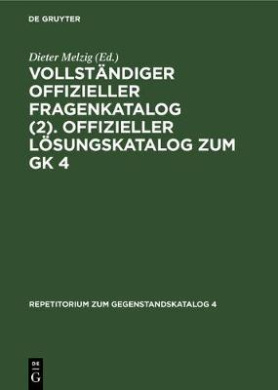 DE GRUYTER
Dieter Melzig (Ed.)
VOLLSTÄNDIGER
OFFIZIELLER
FRAGENKATALOG
(2). OFFIZIELLER
LÖSUNGSKATALOG ZUM
GK 4
REPETITORIUM ZUM GEGENSTANDSKATALOG 4
DE
G